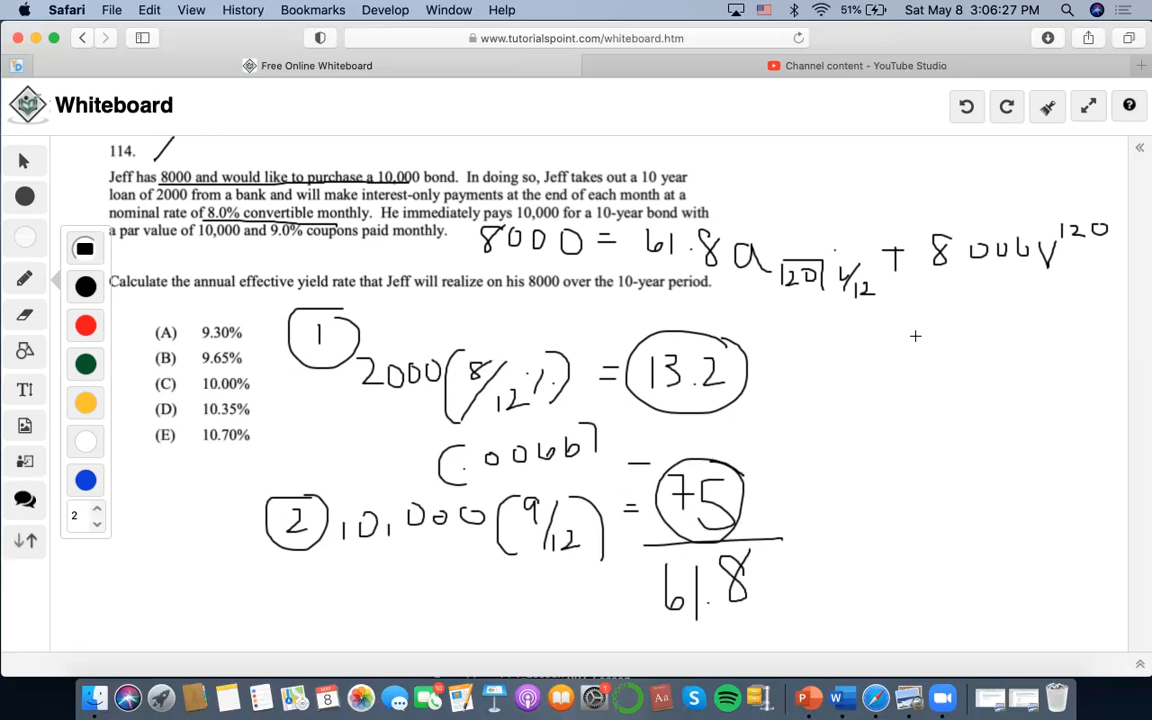 Safari File Edit View History Bookmarks Develop Window Help 51% Sat May 8 3:06:27 PM
www.tutorialspoint.com/whiteboard.htm
Free Online Whiteboard Channel content - YouTube Studio
Whiteboard
114.
Jeff has 8000 and would like to purchase a 10,000 bond. In doing so, Jeff takes out a 10 year
loan of 2000 from a bank and will make interest-only payments at the end of each month at a
nominal rate of 8.0% convertible monthly. He immediately pays 10,000 for a 10-year bond with
a par value of 10,000 and 9.0% coupons paid monthly.
8000 = 61.8 a 120 i/12 + 8000 v 120
Calculate the annual effective yield rate that Jeff will realize on his 8000 over the 10-year period.
(A) 9.30%
(B) 9.65%
(C) 10.00%
(D) 10.35%
(E) 10.70%
1
2000 (8/12 %) = 13.2
(.0066)
2 10,000 (9/12) = 75
61.8
T
2